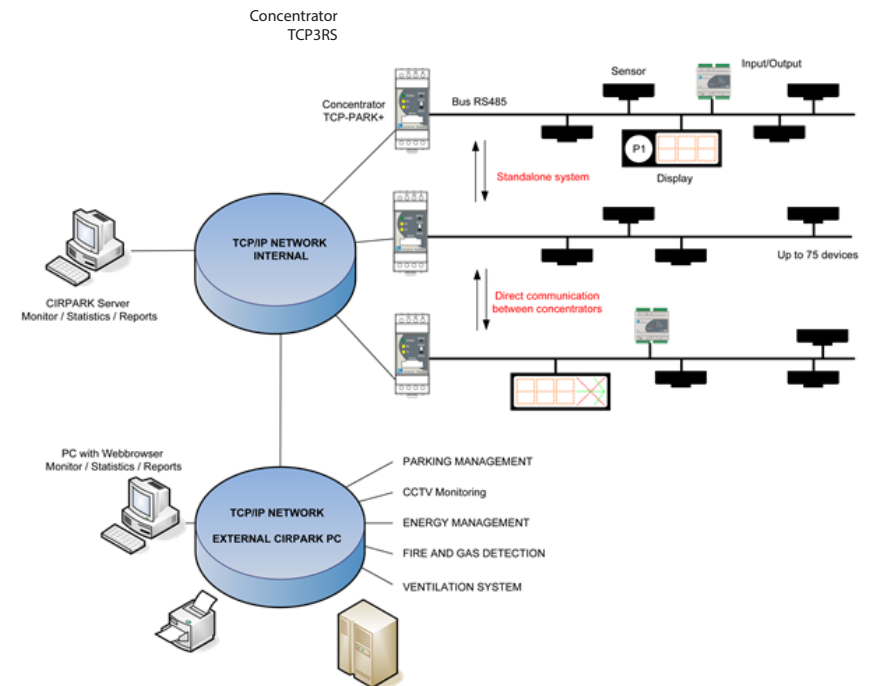 Concentrator
TCP3RS
Concentrator
TCP-PARK+
Bus RS485
Sensor
Input/Output
P1
Display
Standalone system
TCP/IP NETWORK
INTERNAL
Up to 75 devices
CIRPARK Server
Monitor / Statistics / Reports
Direct communication
between concentrators
PC with Webbrowser
Monitor / Statistics / Reports
TCP/IP NETWORK
EXTERNAL CIRPARK PC
PARKING MANAGEMENT
CCTV Monitoring
ENERGY MANAGEMENT
FIRE AND GAS DETECTION
VENTILATION SYSTEM